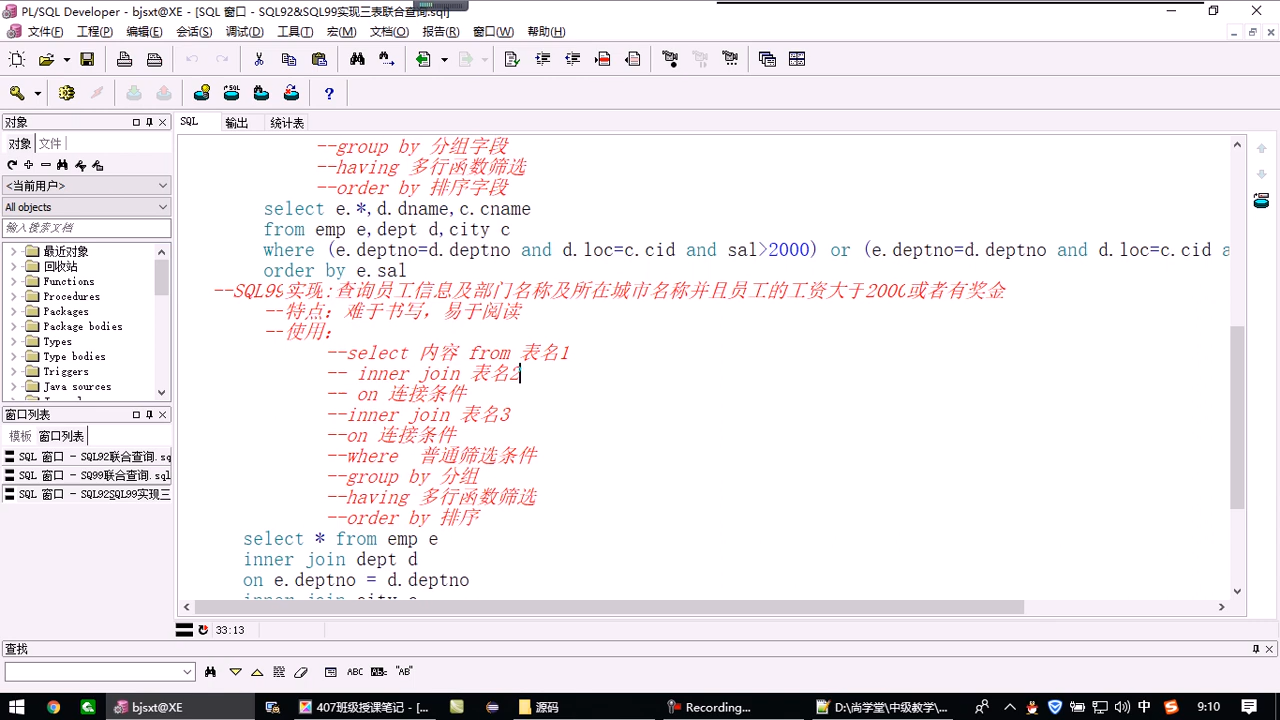 PL/SQL Developer - bjsxt@XE - [SQL 窗口 - SQL92&SQL99实现三表联合查询.sql]
文件(F) 工程(P) 编辑(E) 会话(S) 调试(D) 工具(T) 宏(M) 文档(O) 报告(R) 窗口(W) 帮助(H)
对象
对象 文件
<当前用户>
All objects
输入搜索文档
最近对象
回收站
Functions
Procedures
Packages
Package bodies
Types
Type bodies
Triggers
Java sources
窗口列表
模板 窗口列表
SQL 窗口 - SQL92联合查询.sq
SQL 窗口 - SQ99联合查询.sql
SQL 窗口 - SQL92SQL99实现三
SQL 输出 统计表
--group by 分组字段
--having 多行函数筛选
--order by 排序字段
select e.*,d.dname,c.cname
from emp e,dept d,city c
where (e.deptno=d.deptno and d.loc=c.cid and sal>2000) or (e.deptno=d.deptno and d.loc=c.cid a
order by e.sal
--SQL99实现:查询员工信息及部门名称及所在城市名称并且员工的工资大于2000或者有奖金
--特点：难于书写，易于阅读
--使用：
--select 内容 from 表名1
-- inner join 表名2
-- on 连接条件
--inner join 表名3
--on 连接条件
--where 普通筛选条件
--group by 分组
--having 多行函数筛选
--order by 排序
select * from emp e
inner join dept d
on e.deptno = d.deptno
inner join city c
33:13
查找
ABC "AB"
bjsxt@XE
407班级授课笔记 - [...
源码
Recording...
D:\尚学堂\中级教学\...
中
9:10